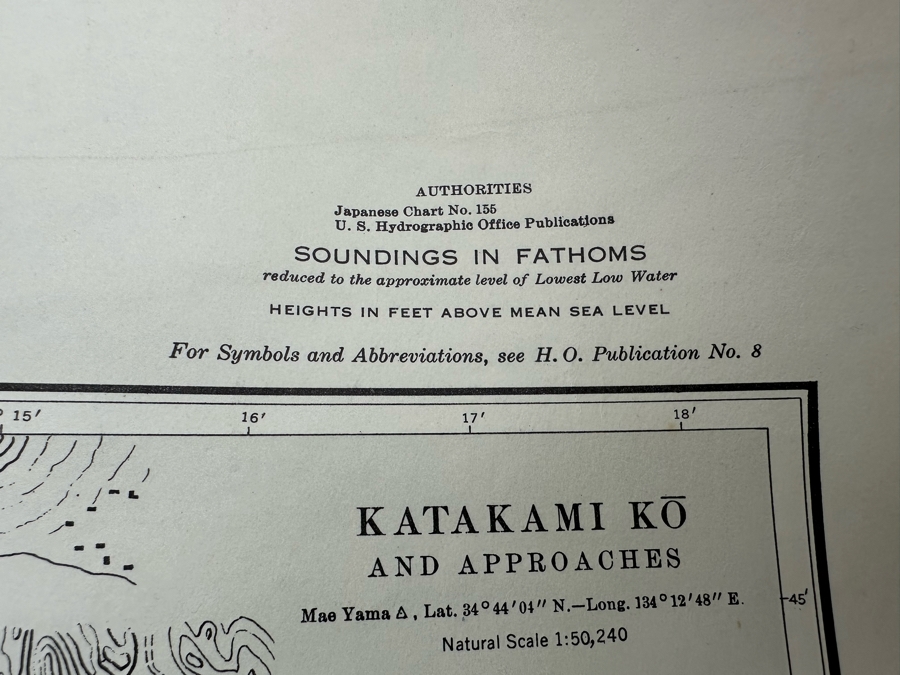 AUTHORITIES
Japanese Chart No. 155
U. S. Hydrographic Office Publications
SOUNDINGS IN FATHOMS
reduced to the approximate level of Lowest Low Water
HEIGHTS IN FEET ABOVE MEAN SEA LEVEL
For Symbols and Abbreviations, see H. O. Publication No. 8
° 15′ 16′ 17′ 18′
KATAKAMI KŌ
AND APPROACHES
Mae Yama △, Lat. 34°44′04″ N.—Long. 134°12′48″ E.
45′
Natural Scale 1:50,240